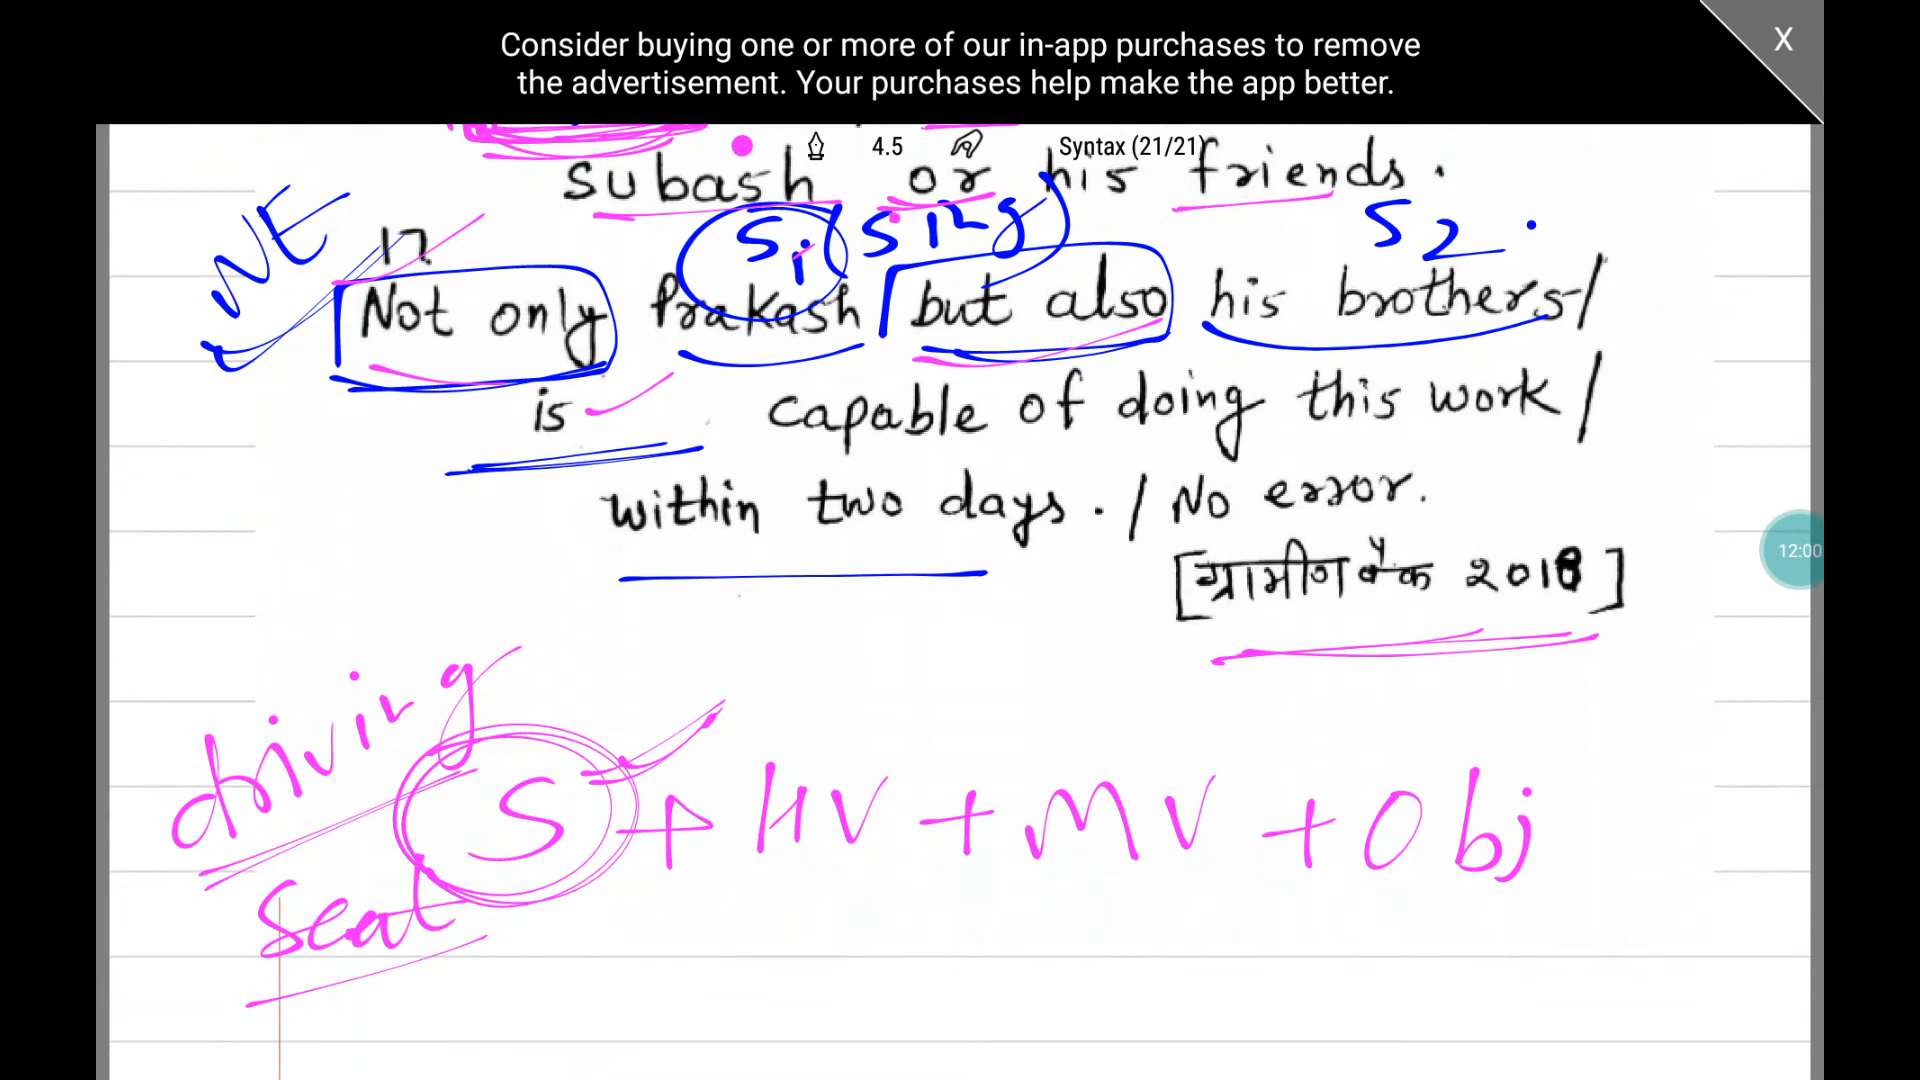 Consider buying one or more of our in-app purchases to remove
the advertisement. Your purchases help make the app better.
X
4.5 Syntax (21/21)
subash or his friends.
NE
17. S1 (sing) S2.
Not only Prakash but also his brothers/
is capable of doing this work/
within two days. / No error.
[ग्रामीण बैंक 2018]
12:00
driving
S + HV + MV + Obj
seat